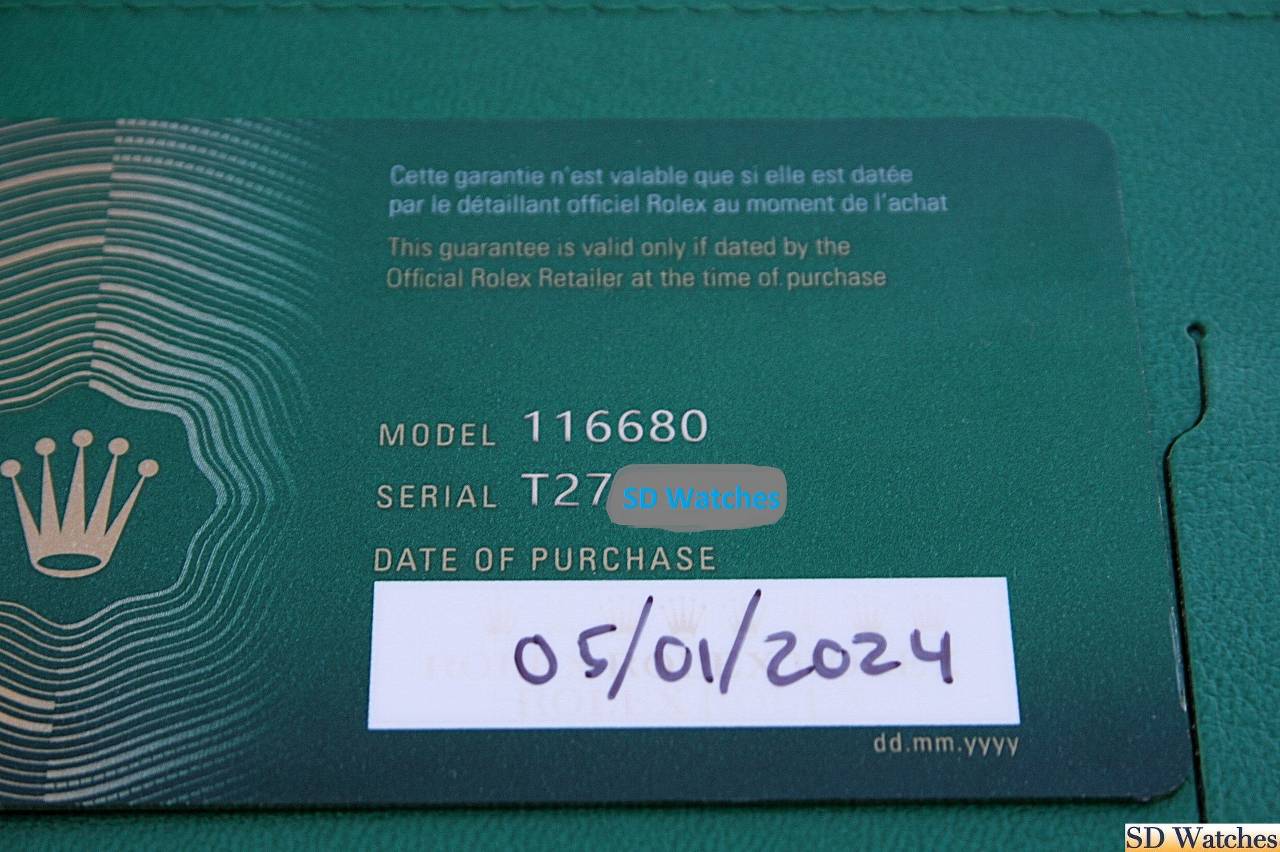 Cette garantie n'est valable que si elle est datée
par le détaillant officiel Rolex au moment de l'achat
This guarantee is valid only if dated by the
Official Rolex Retailer at the time of purchase
MODEL 116680
SERIAL T27 SD Watches
DATE OF PURCHASE
05/01/2024
dd.mm.yyyy
SD Watches